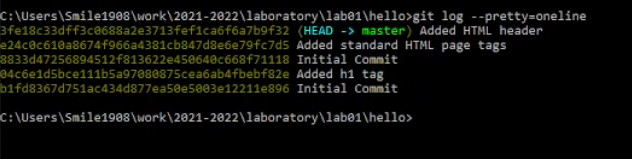 C:\Users\Smile1908\work\2021-2022\laboratory\lab01\hello>git log --pretty=oneline
3fe18c33dff3c0688a2e3713fef1ca6f6a7b9f32 (HEAD -> master) Added HTML header
e24c0c610a8674f966a4381cb847d8e6e79fc7d5 Added standard HTML page tags
8833d47256894512f813622e450640c668f71118 Initial Commit
04c6e1d5bce111b5a97080875cea6ab4fbebf82e Added h1 tag
b1fd8367d751ac434d877ea50e5003e12211e896 Initial Commit
C:\Users\Smile1908\work\2021-2022\laboratory\lab01\hello>